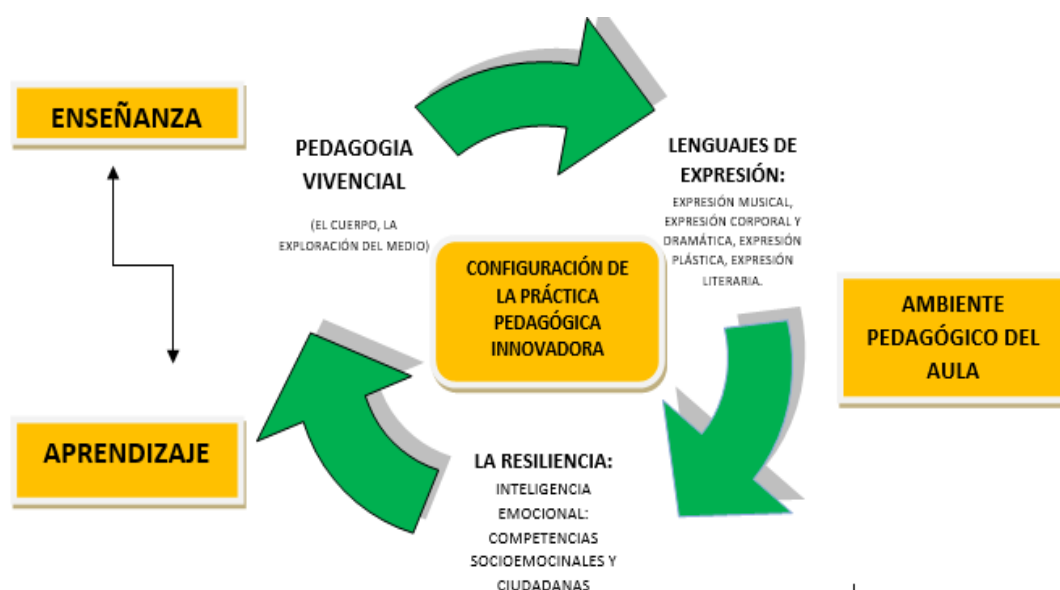 ENSEÑANZA
APRENDIZAJE
PEDAGOGIA
VIVENCIAL
(EL CUERPO, LA
EXPLORACIÓN DEL MEDIO)
LENGUAJES DE
EXPRESIÓN:
EXPRESIÓN MUSICAL,
EXPRESIÓN CORPORAL Y
DRAMÁTICA, EXPRESIÓN
PLÁSTICA, EXPRESIÓN
LITERARIA.
CONFIGURACIÓN DE
LA PRÁCTICA
PEDAGÓGICA
INNOVADORA
AMBIENTE
PEDAGÓGICO DEL
AULA
LA RESILIENCIA:
INTELIGENCIA
EMOCIONAL:
COMPETENCIAS
SOCIOEMOCINALES Y
CIUDADANAS